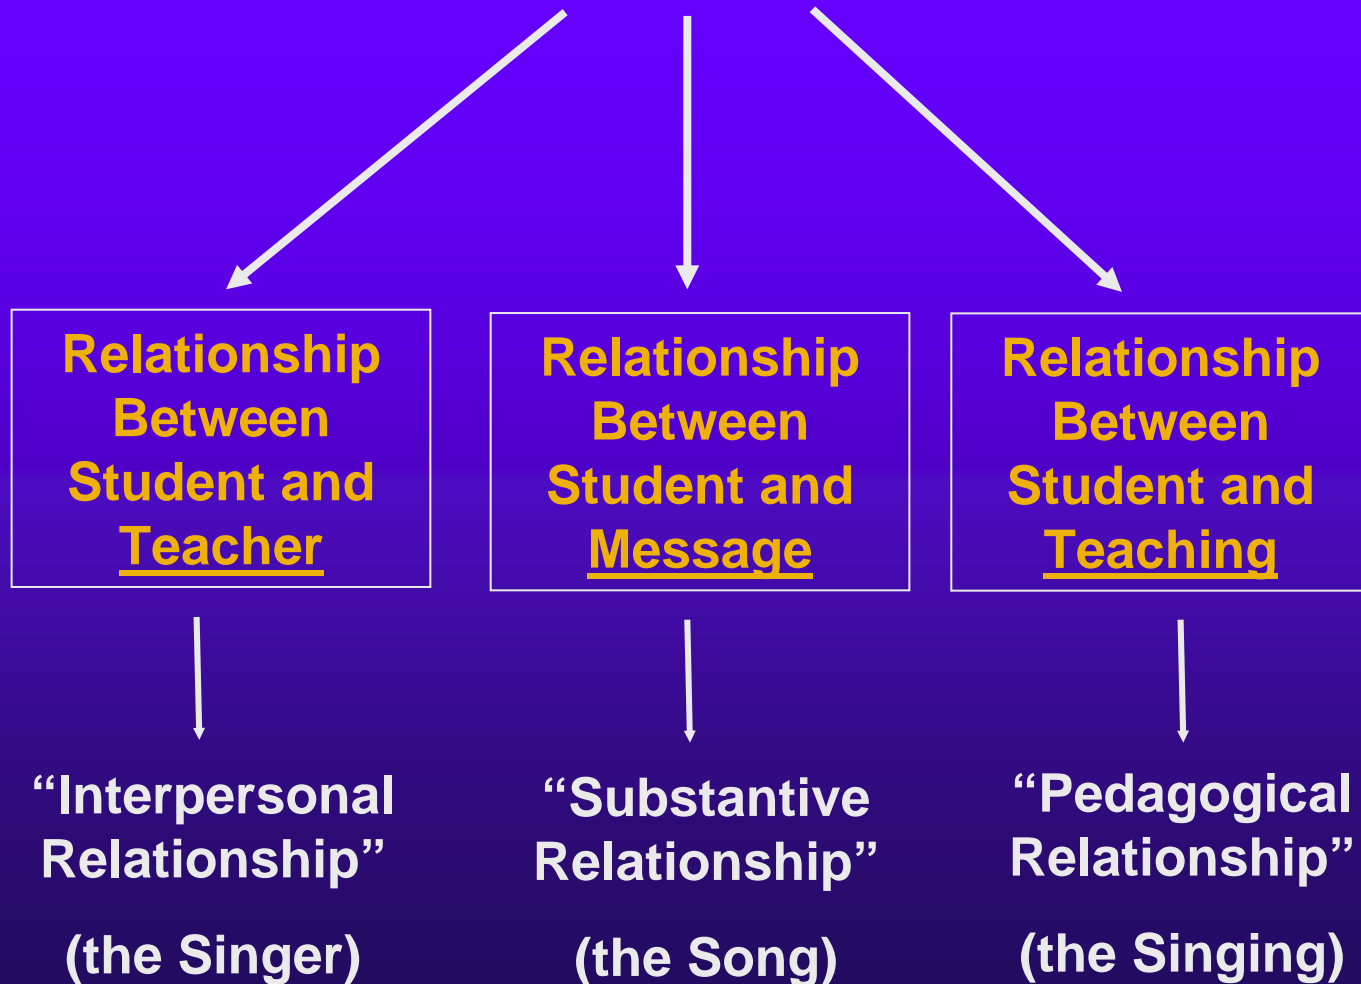 Relationship
Between
Student and
Teacher
Relationship
Between
Student and
Message
Relationship
Between
Student and
Teaching
“Interpersonal
Relationship”
(the Singer)
“Substantive
Relationship”
(the Song)
“Pedagogical
Relationship”
(the Singing)